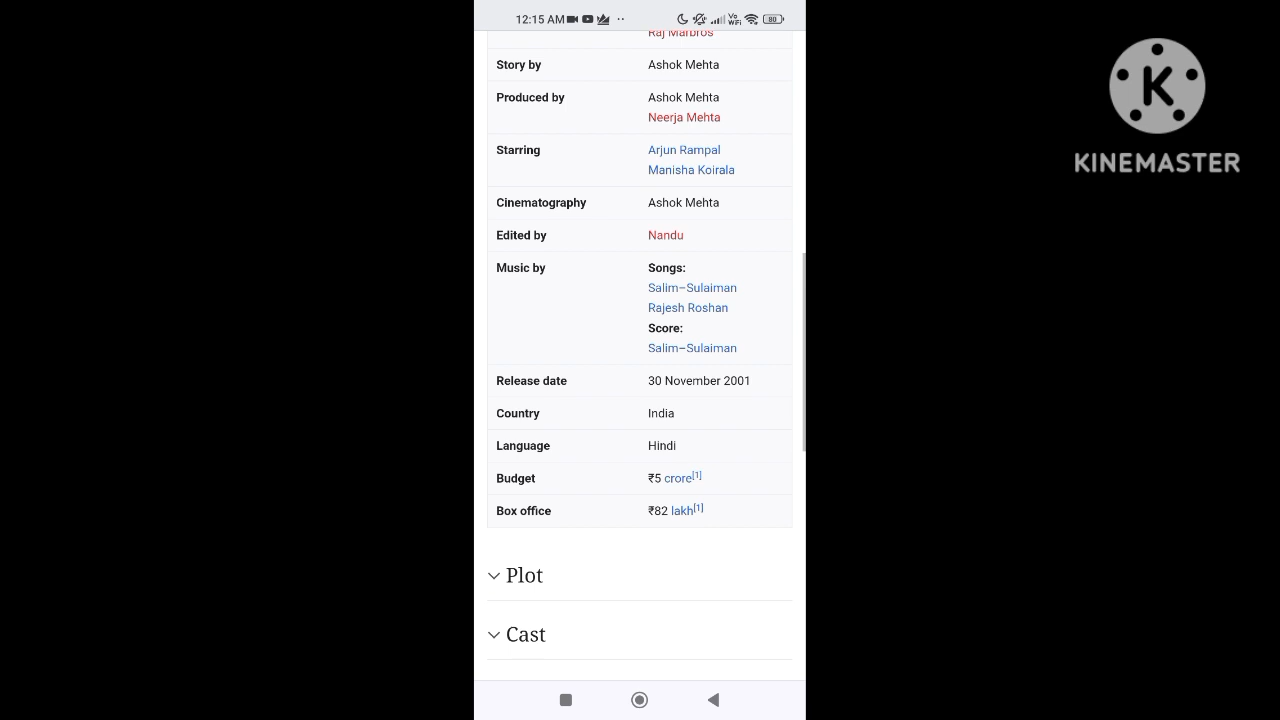 12:15 AM
80
Raj Marbros
Story by Ashok Mehta
Produced by Ashok Mehta
Neerja Mehta
Starring Arjun Rampal
Manisha Koirala
Cinematography Ashok Mehta
Edited by Nandu
Music by Songs:
Salim–Sulaiman
Rajesh Roshan
Score:
Salim–Sulaiman
Release date 30 November 2001
Country India
Language Hindi
Budget ₹5 crore[1]
Box office ₹82 lakh[1]
Plot
Cast
K
KINEMASTER